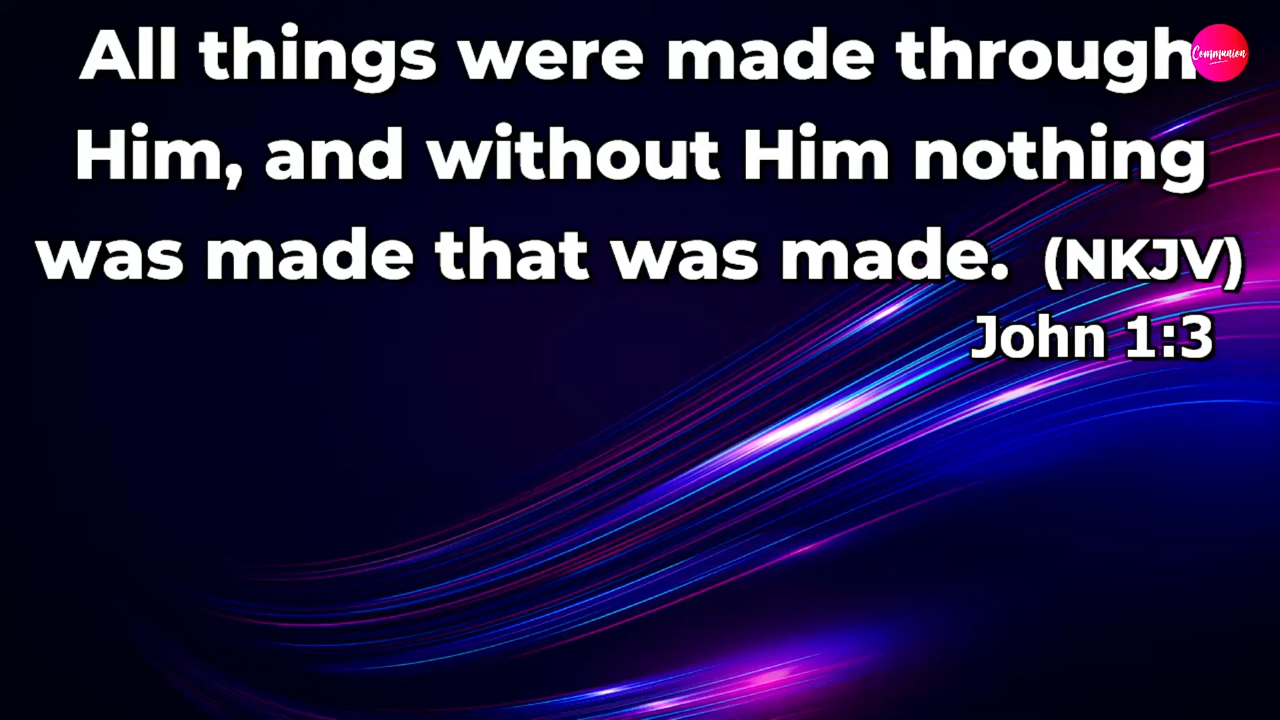 All things were made through
Communion
Him, and without Him nothing
was made that was made. (NKJV)
John 1:3